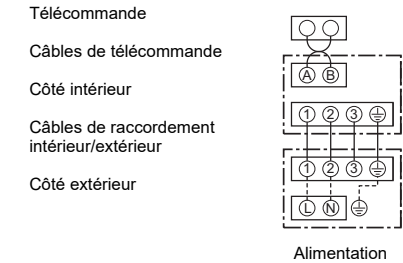 Télécommande
Câbles de télécommande
A B
Côté intérieur
1 2 3
Câbles de raccordement
intérieur/extérieur
1 2 3
Côté extérieur
L N
Alimentation